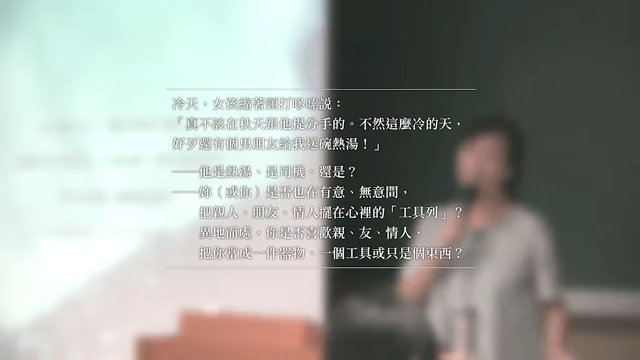 冷天，女孩縮著頭打哆嗦說：
「真不該在秋天跟他提分手的。不然這麼冷的天，
好歹還有個男朋友給我送碗熱湯！」
——他是熱湯、是司機、還是？
——妳（或你）是否也在有意、無意間，
把親人、朋友，情人擺在心裡的「工具列」？
異地而處，你是否喜歡親、友、情人，
把你當成一件器物、一個工具或只是個東西？